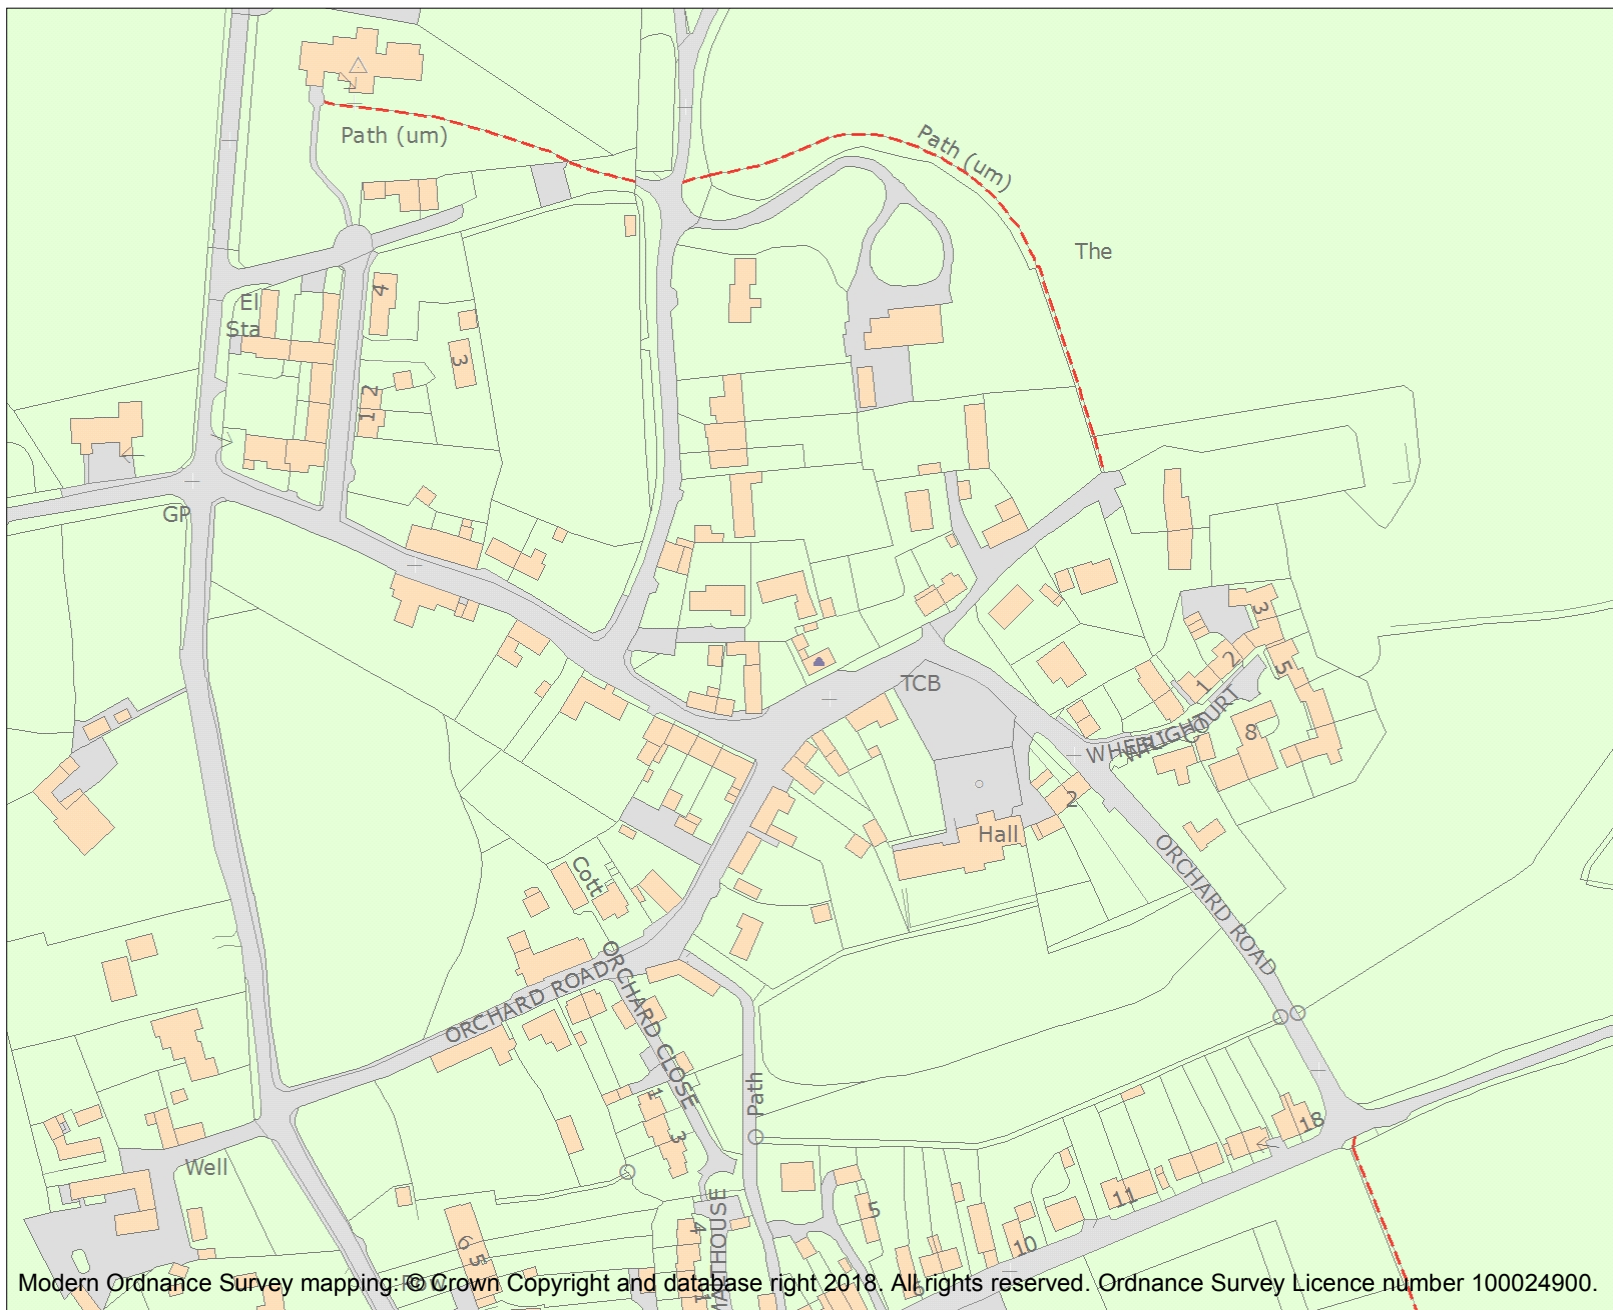 Path (um)
Path (um)
The
4
El
Sta
3
2
1
GP
TCB
3
2
1
5
WHEELWRIGHT COURT
8
2
Hall
ORCHARD ROAD
Cott
ORCHARD ROAD
ORCHARD CLOSE
Path
1
3
18
Well
11
5
10
MALTHOUSE
4
6
5
6
1
Modern Ordnance Survey mapping: © Crown Copyright and database right 2018. All rights reserved. Ordnance Survey Licence number 100024900.